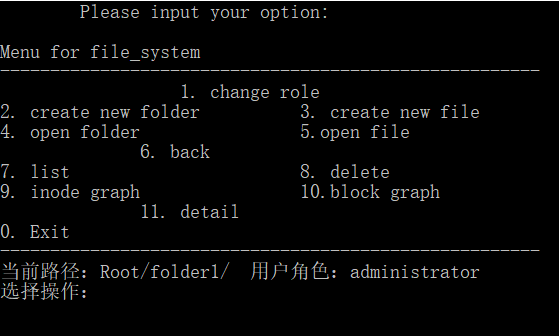 Please input your option:
Menu for file_system
------------------------------------------------------
1. change role
2. create new folder 3. create new file
4. open folder 5.open file
6. back
7. list 8. delete
9. inode graph 10.block graph
11. detail
0. Exit
------------------------------------------------------
当前路径: Root/folder1/ 用户角色: administrator
选择操作: